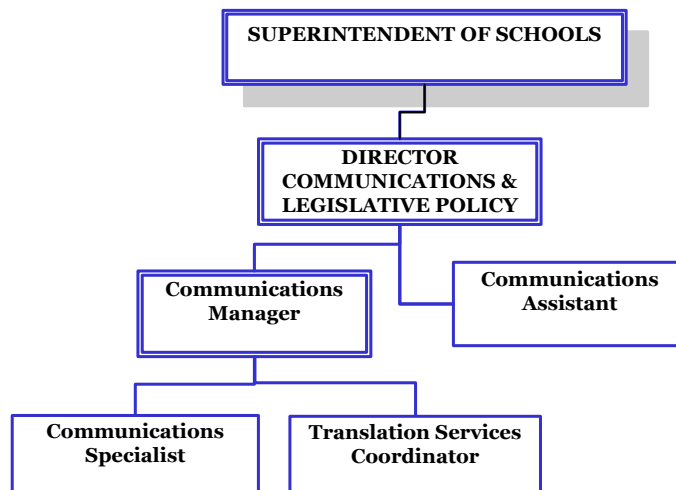 SUPERINTENDENT OF SCHOOLS
DIRECTOR
COMMUNICATIONS &
LEGISLATIVE POLICY
Communications
Manager
Communications
Assistant
Communications
Specialist
Translation Services
Coordinator